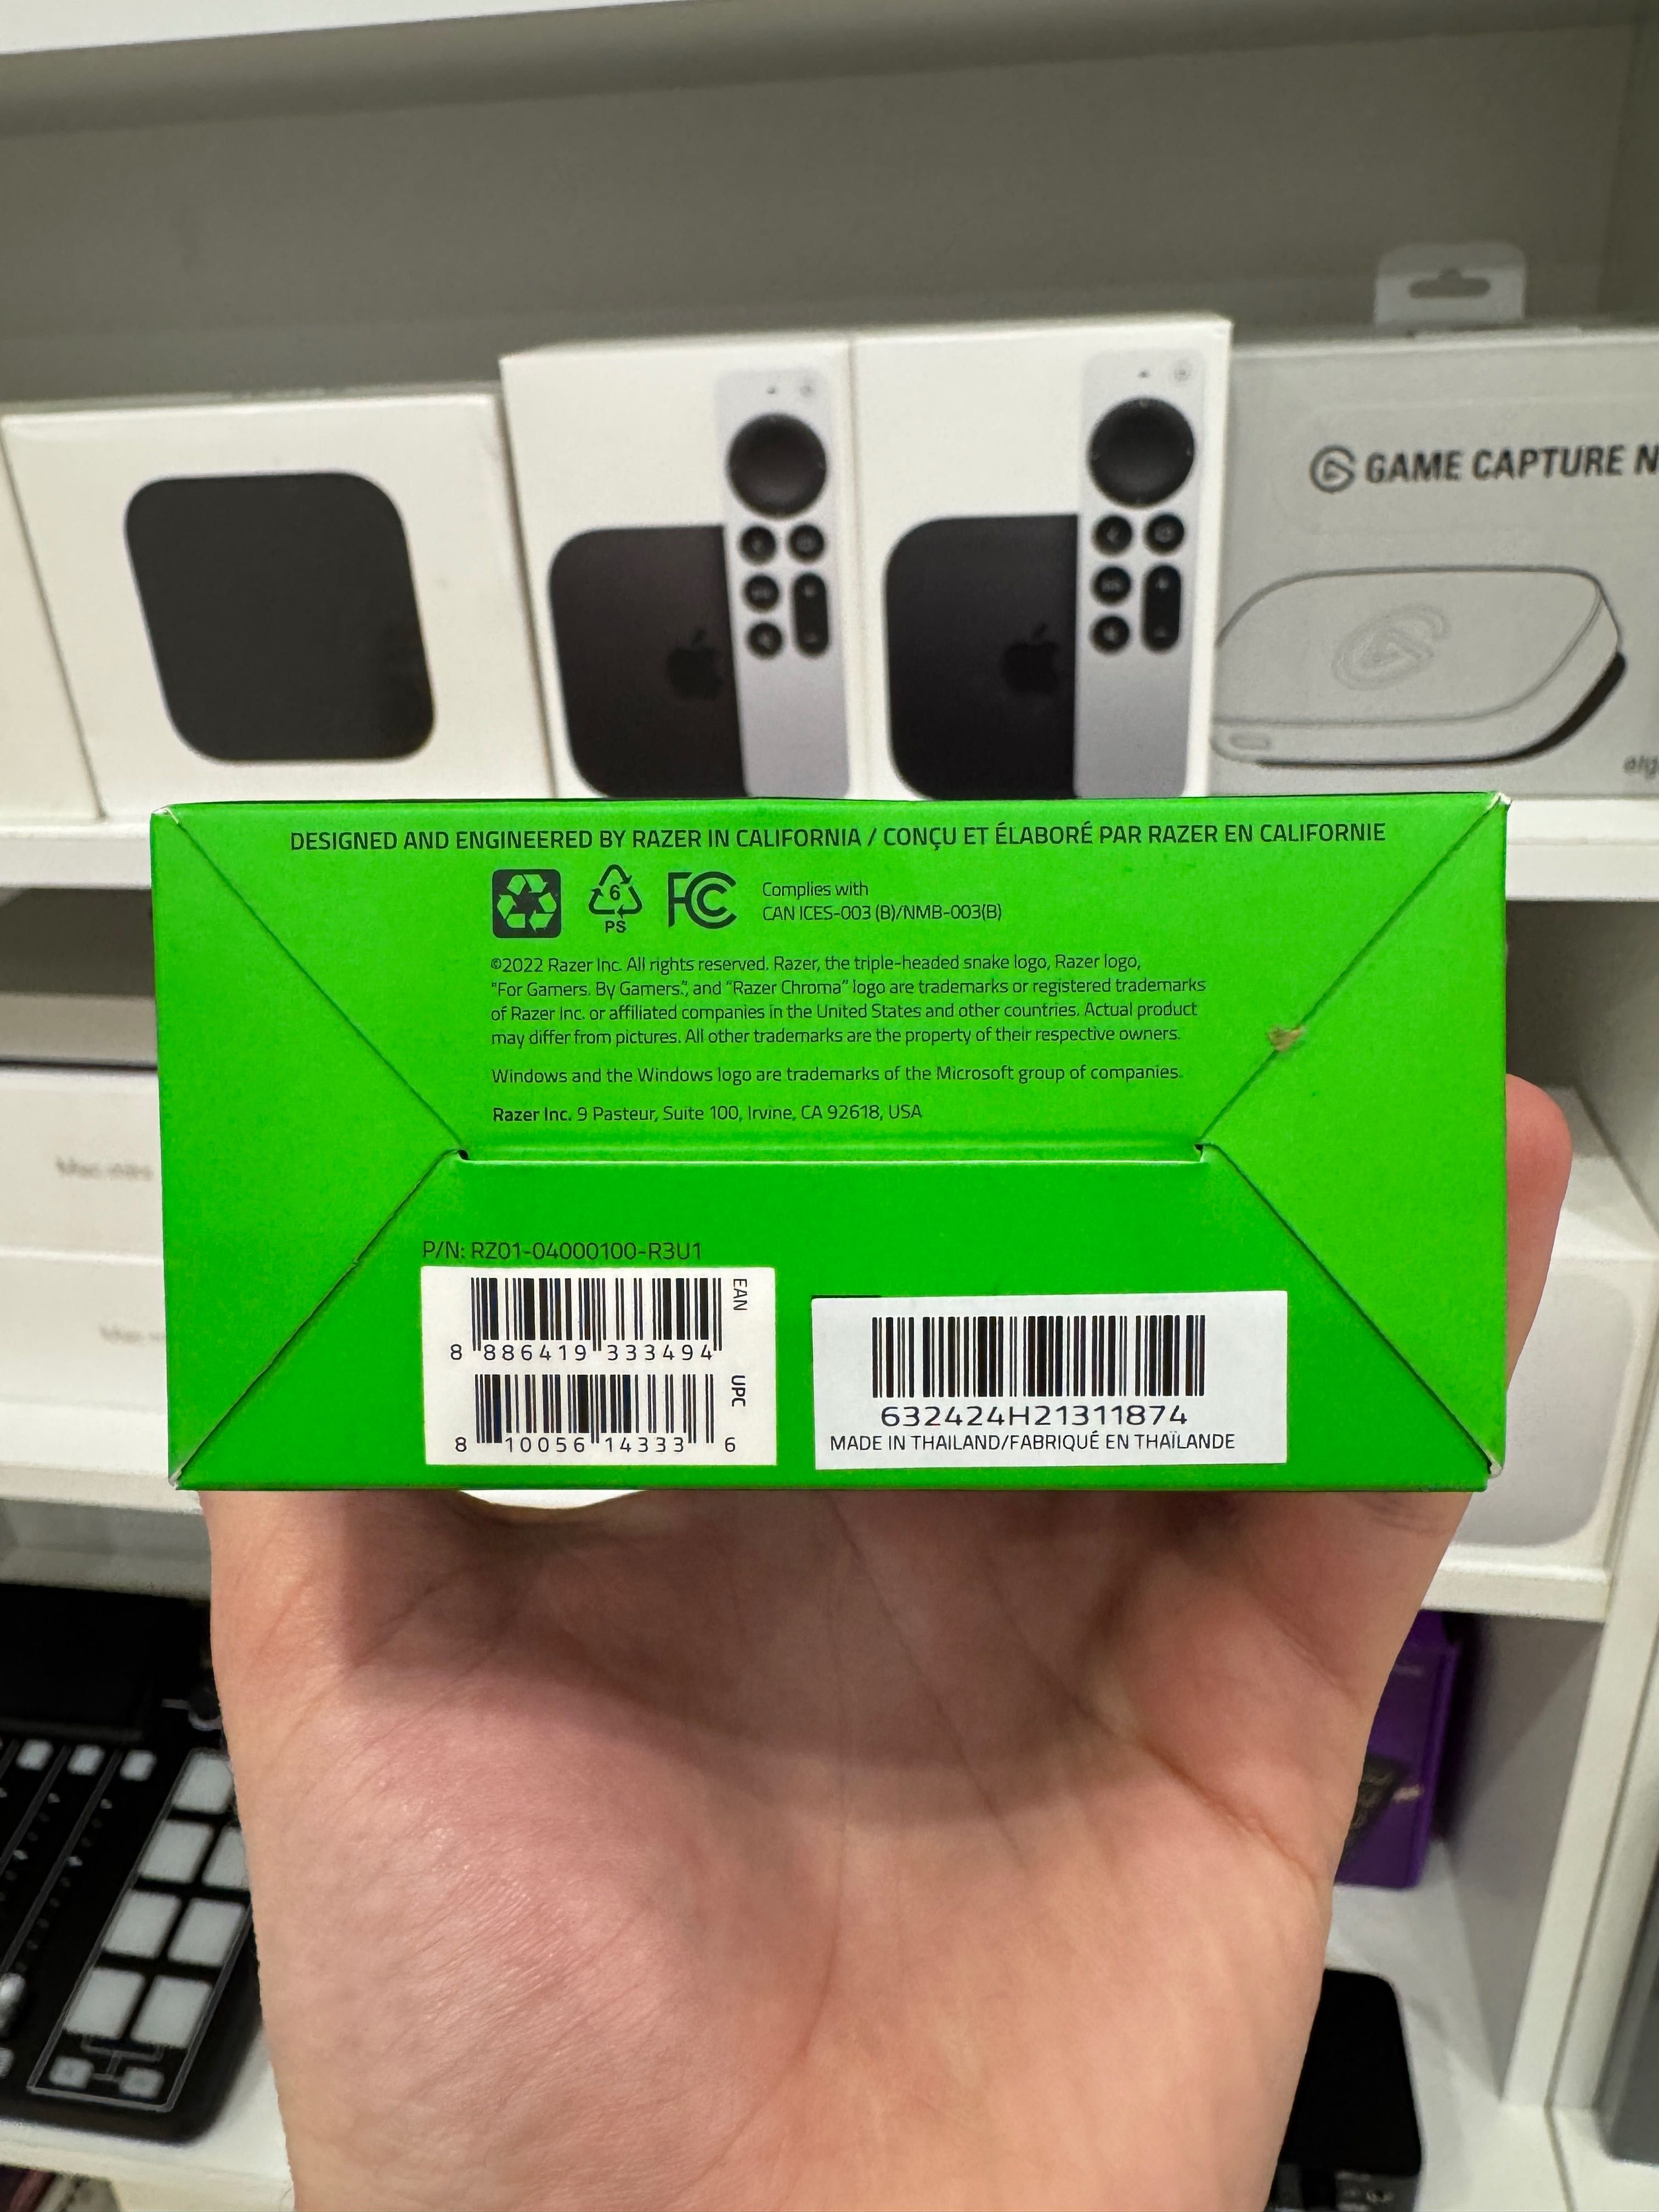 GAME CAPTURE N
elg
DESIGNED AND ENGINEERED BY RAZER IN CALIFORNIA / CONÇU ET ÉLABORÉ PAR RAZER EN CALIFORNIE
6
PS
FC
Complies with
CAN ICES-003 (B)/NMB-003(B)
©2022 Razer Inc. All rights reserved. Razer, the triple-headed snake logo, Razer logo,
"For Gamers. By Gamers.", and "Razer Chroma" logo are trademarks or registered trademarks
of Razer Inc. or affiliated companies in the United States and other countries. Actual product
may differ from pictures. All other trademarks are the property of their respective owners.
Windows and the Windows logo are trademarks of the Microsoft group of companies.
Razer Inc. 9 Pasteur, Suite 100, Irvine, CA 92618, USA
Mac mini
P/N: RZ01-04000100-R3U1
EAN
8 886419 333494
UPC
8 10056 14333 6
632424H21311874
MADE IN THAILAND/FABRIQUÉ EN THAÏLANDE